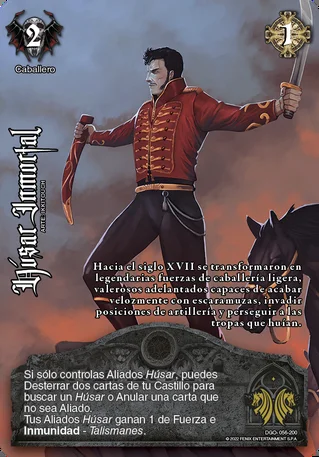 2
1
Caballero
Húsar Inmortal
Hacia el siglo XVII se transformaron en
legendarias fuerzas de caballería ligera,
valerosos adelantados capaces de acabar
velozmente con escaramuzas, invadir
posiciones de artillería y perseguir a las
tropas que huían.
Si sólo controlas Aliados Húsar, puedes
Desterrar dos cartas de tu Castillo para
buscar un Húsar o Anular una carta que
no sea Aliado.
Tus Aliados Húsar ganan 1 de Fuerza e
Inmunidad - Talismanes.
DGO- 056-200
© 2022 FENIX ENTERTAINMENT S.P.A